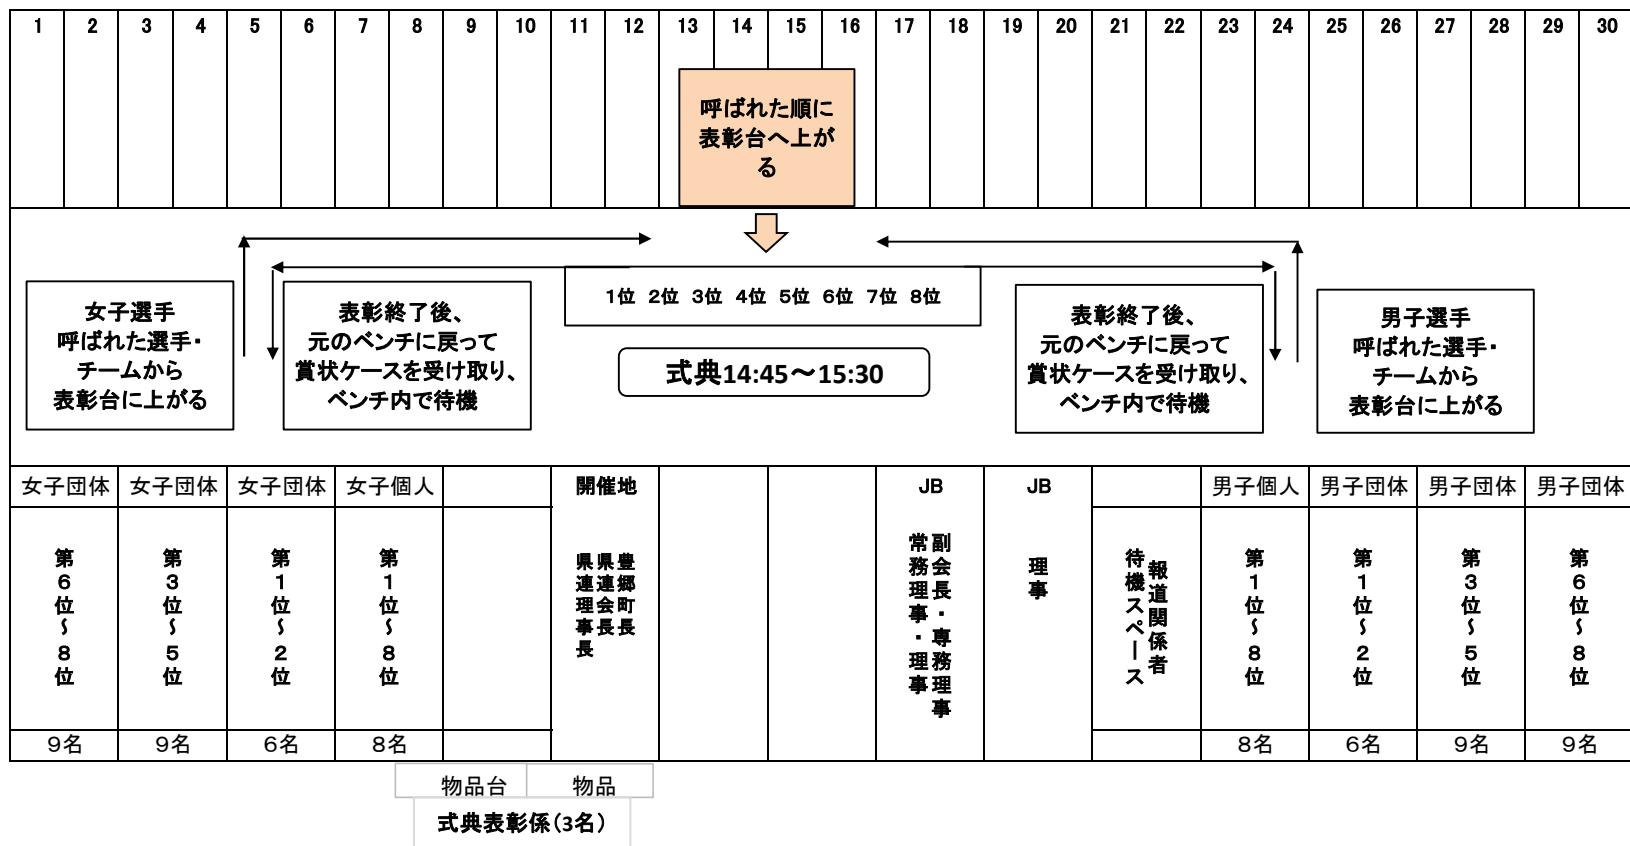 1 2 3 4 5 6 7 8 9 10 11 12 13 14 15 16 17 18 19 20 21 22 23 24 25 26 27 28 29 30
呼ばれた順に
表彰台へ上が
る
1位 2位 3位 4位 5位 6位 7位 8位
女子選手
呼ばれた選手・
チームから
表彰台に上がる
表彰終了後、
元のベンチに戻って
賞状ケースを受け取り、
ベンチ内で待機
式典14:45～15:30
表彰終了後、
元のベンチに戻って
賞状ケースを受け取り、
ベンチ内で待機
男子選手
呼ばれた選手・
チームから
表彰台に上がる
女子団体 女子団体 女子団体 女子個人 開催地 JB JB 男子個人 男子団体 男子団体 男子団体
第6位～8位
第3位～5位
第1位～2位
第1位～8位
豊郷町長
県連会長
県連理事長
副会長・専務理事
常務理事・理事
理事
報道関係者
待機スペース
第1位～8位
第1位～2位
第3位～5位
第6位～8位
9名 9名 6名 8名 8名 6名 9名 9名
物品台 物品
式典表彰係(3名)